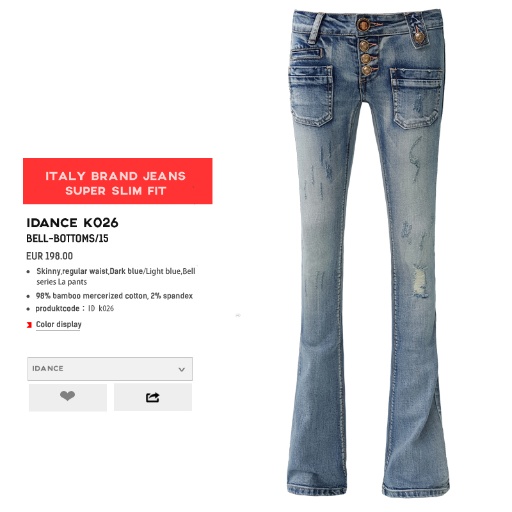 ITALY BRAND JEANS
SUPER SLIM FIT
IDANCE K026
BELL-BOTTOMS/15
EUR 198.00
Skinny,regular waist,Dark blue/Light blue,Bell
series La pants
98% bamboo mercerized cotton, 2% spandex
produktcode : ID k026
Color display
IDANCE